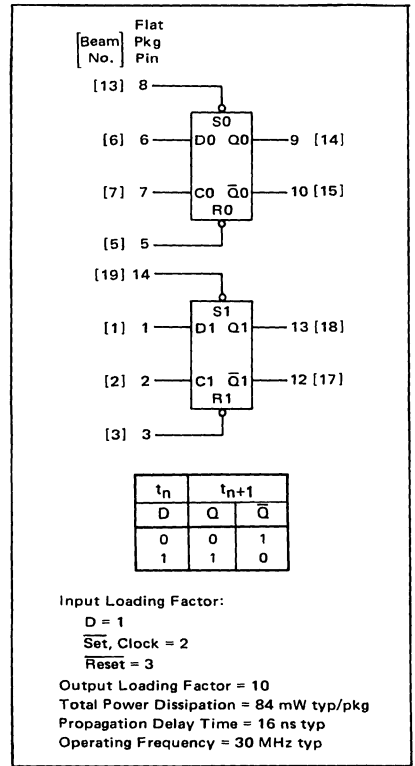 Flat
[Beam No.] Pkg Pin
[13] 8
S0
[6] 6 D0 Q0 9 [14]
[7] 7 C0 Q̅0 10 [15]
R0
[5] 5
[19] 14
S1
[1] 1 D1 Q1 13 [18]
[2] 2 C1 Q̅1 12 [17]
R1
[3] 3
tn tn+1
D Q Q̅
0 0 1
1 1 0
Input Loading Factor:
D = 1
S̅e̅t̅, Clock = 2
R̅e̅s̅e̅t̅ = 3
Output Loading Factor = 10
Total Power Dissipation = 84 mW typ/pkg
Propagation Delay Time = 16 ns typ
Operating Frequency = 30 MHz typ